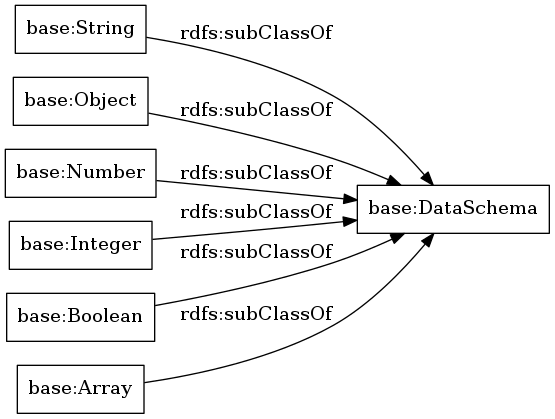 base:String
rdfs:subClassOf
base:Object
rdfs:subClassOf
base:Number
rdfs:subClassOf
base:DataSchema
base:Integer
rdfs:subClassOf
base:Boolean
rdfs:subClassOf
base:Array
rdfs:subClassOf